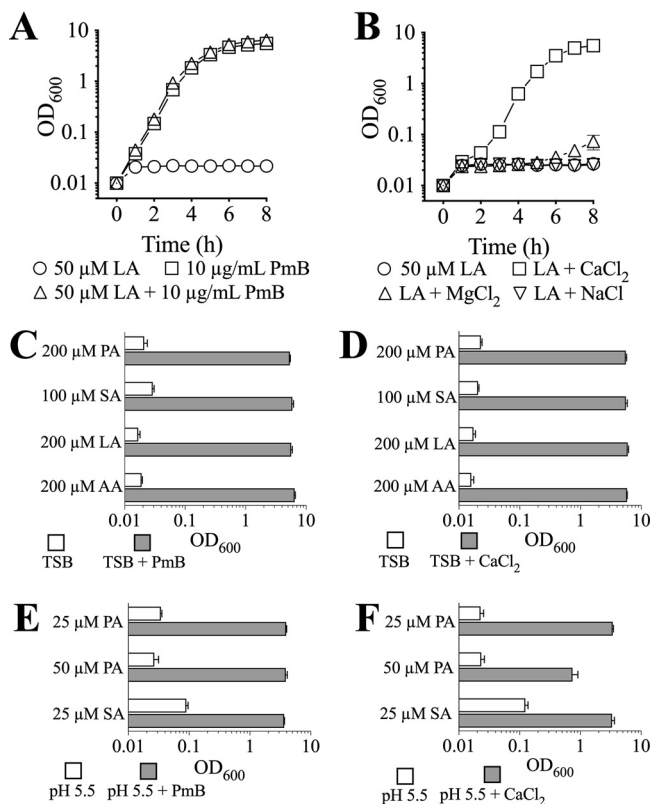 A
B
10
1
0.1
0.01
OD600
0 2 4 6 8
Time (h)
○ 50 µM LA □ 10 µg/mL PmB
△ 50 µM LA + 10 µg/mL PmB
10
1
0.1
0.01
OD600
0 2 4 6 8
Time (h)
○ 50 µM LA □ LA + CaCl2
△ LA + MgCl2 ▽ LA + NaCl
C
200 µM PA
100 µM SA
200 µM LA
200 µM AA
0.01 0.1 1 10
OD600
TSB TSB + PmB
D
200 µM PA
100 µM SA
200 µM LA
200 µM AA
0.01 0.1 1 10
OD600
TSB TSB + CaCl2
E
25 µM PA
50 µM PA
25 µM SA
0.01 0.1 1 10
OD600
pH 5.5 pH 5.5 + PmB
F
25 µM PA
50 µM PA
25 µM SA
0.01 0.1 1 10
OD600
pH 5.5 pH 5.5 + CaCl2